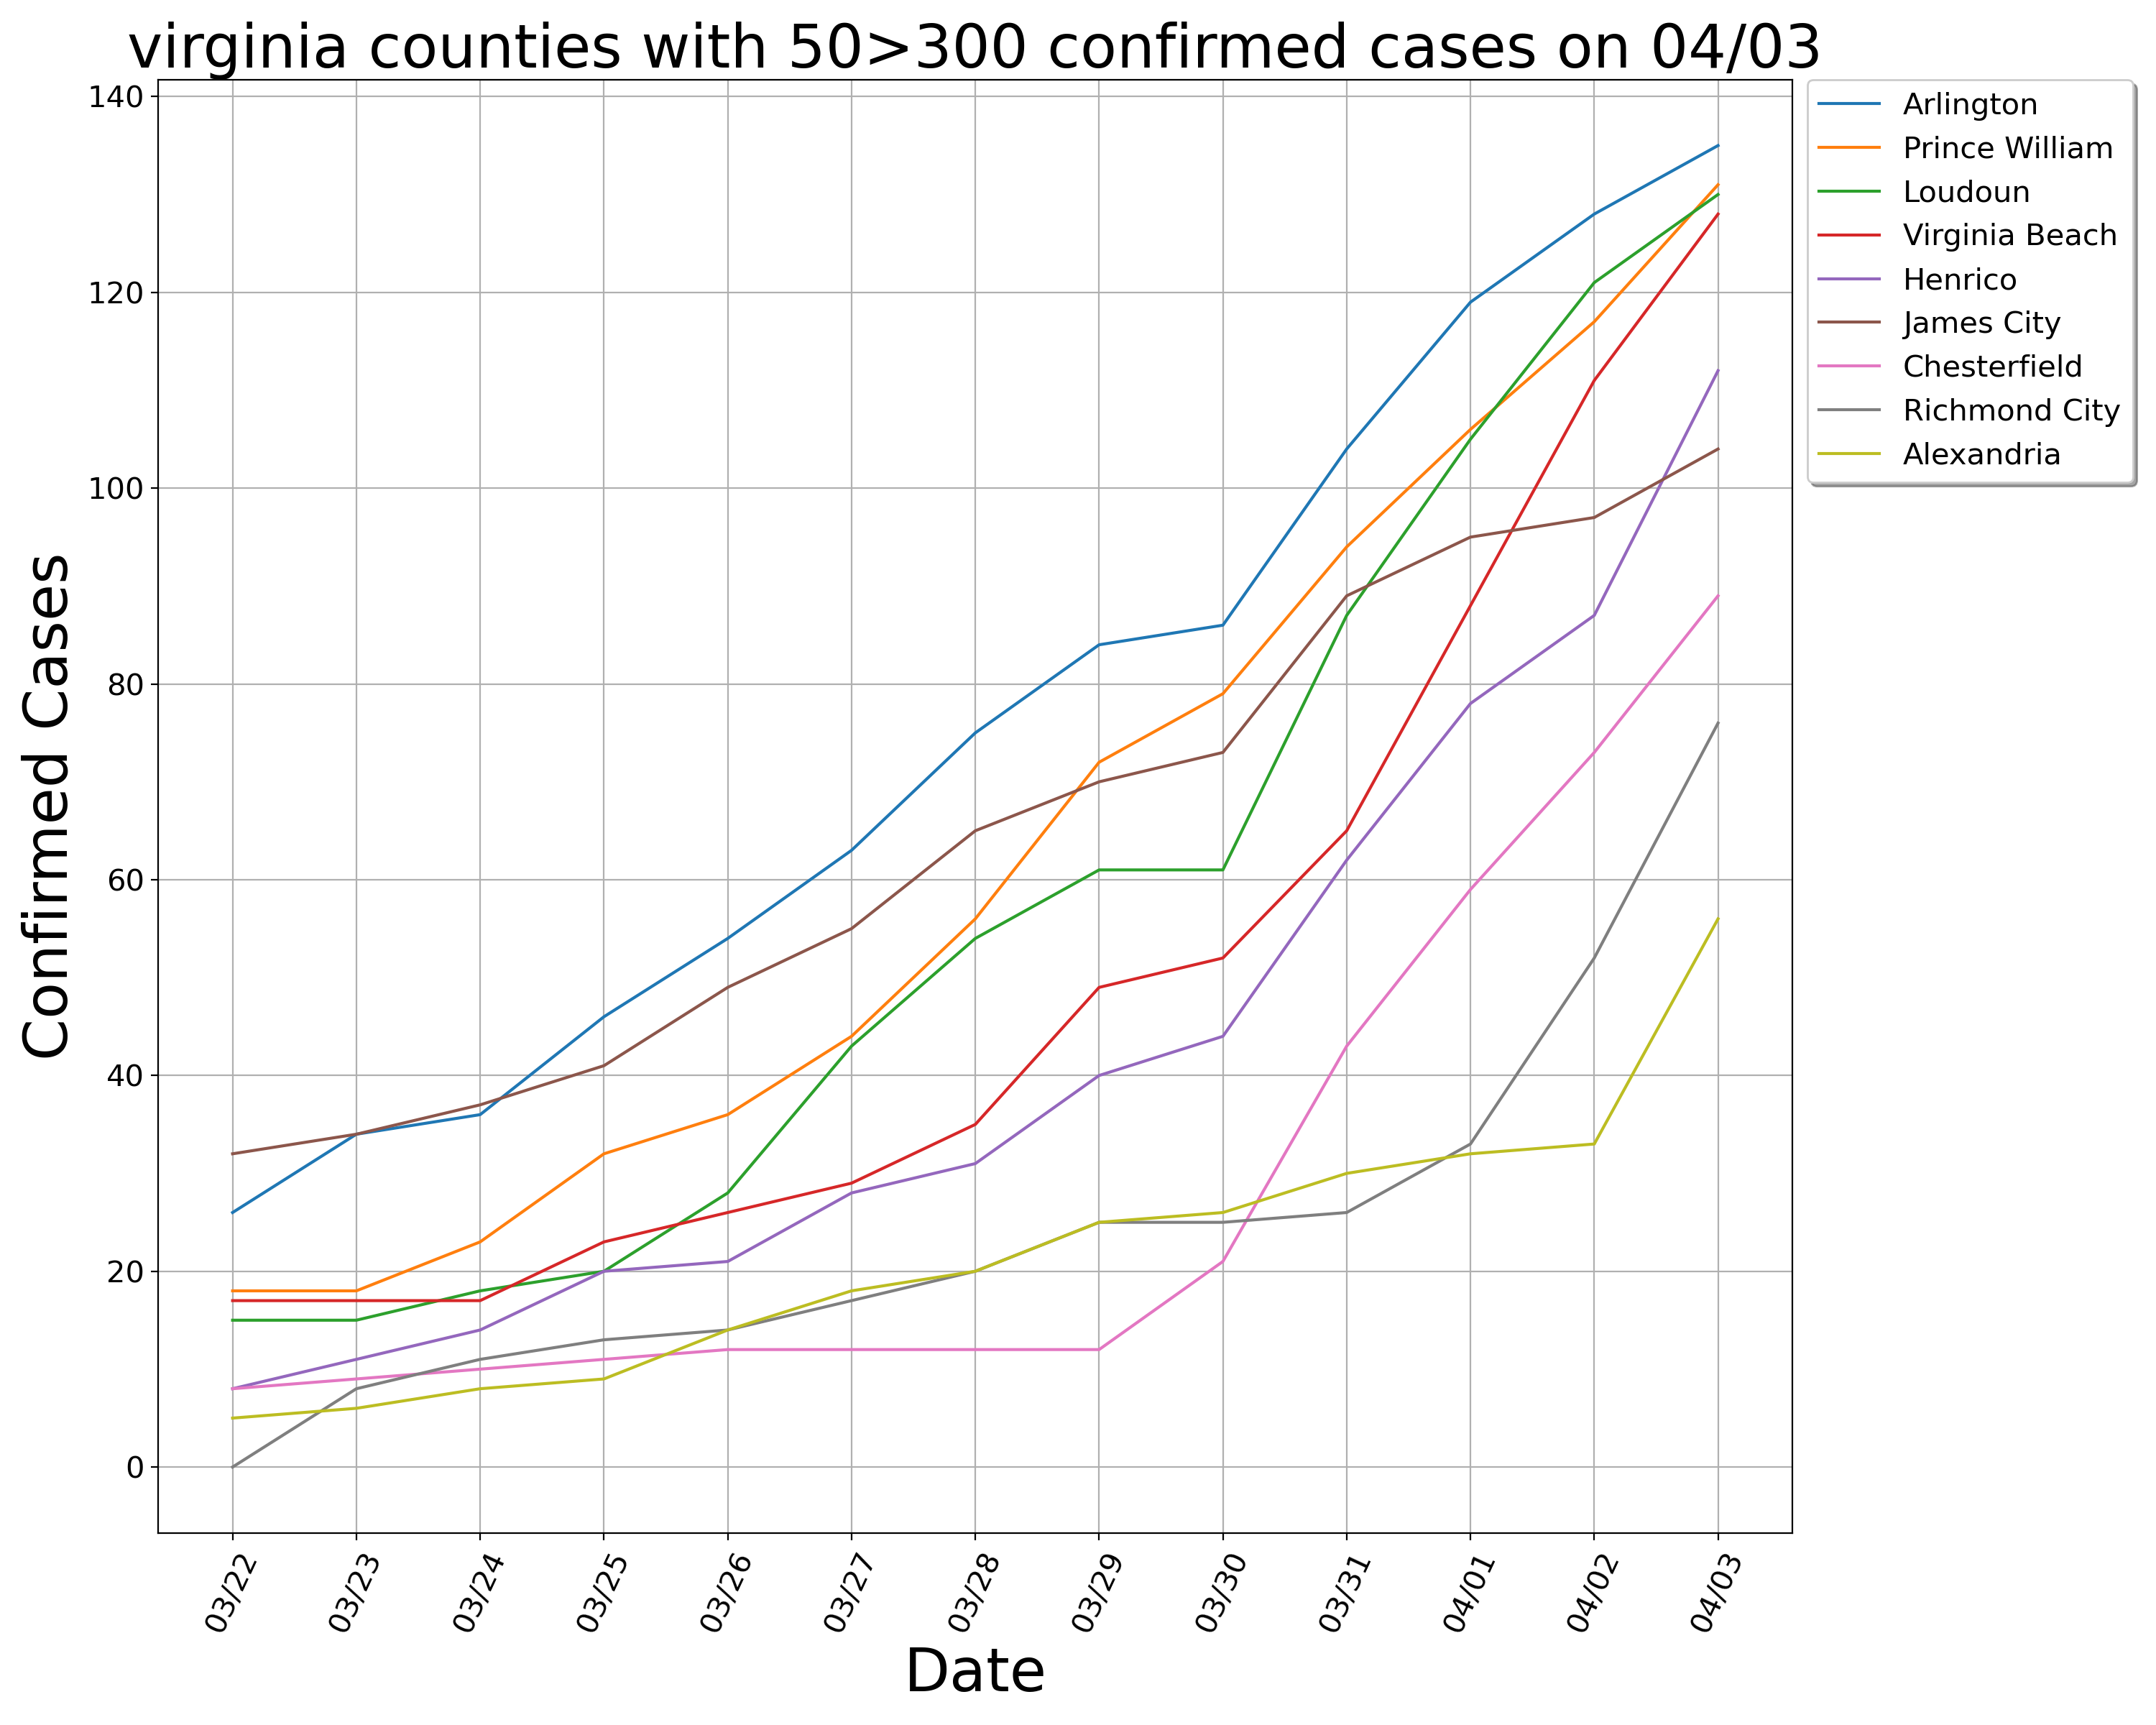 virginia counties with 50>300 confirmed cases on 04/03
140
120
100
80
60
40
20
0
Confirmed Cases
03/22
03/23
03/24
03/25
03/26
03/27
03/28
03/29
03/30
03/31
04/01
04/02
04/03
Date
Arlington
Prince William
Loudoun
Virginia Beach
Henrico
James City
Chesterfield
Richmond City
Alexandria